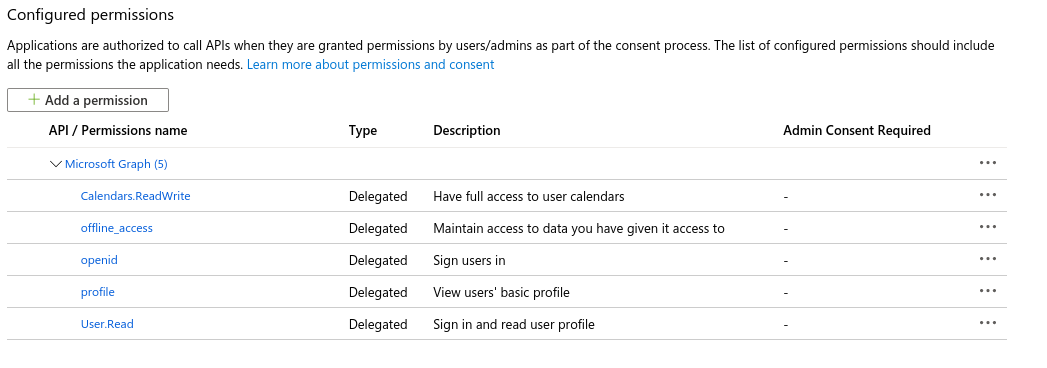 Configured permissions
Applications are authorized to call APIs when they are granted permissions by users/admins as part of the consent process. The list of configured permissions should include
all the permissions the application needs. Learn more about permissions and consent
+ Add a permission
API / Permissions name Type Description Admin Consent Required
Microsoft Graph (5) •••
Calendars.ReadWrite Delegated Have full access to user calendars - •••
offline_access Delegated Maintain access to data you have given it access to - •••
openid Delegated Sign users in - •••
profile Delegated View users' basic profile - •••
User.Read Delegated Sign in and read user profile - •••